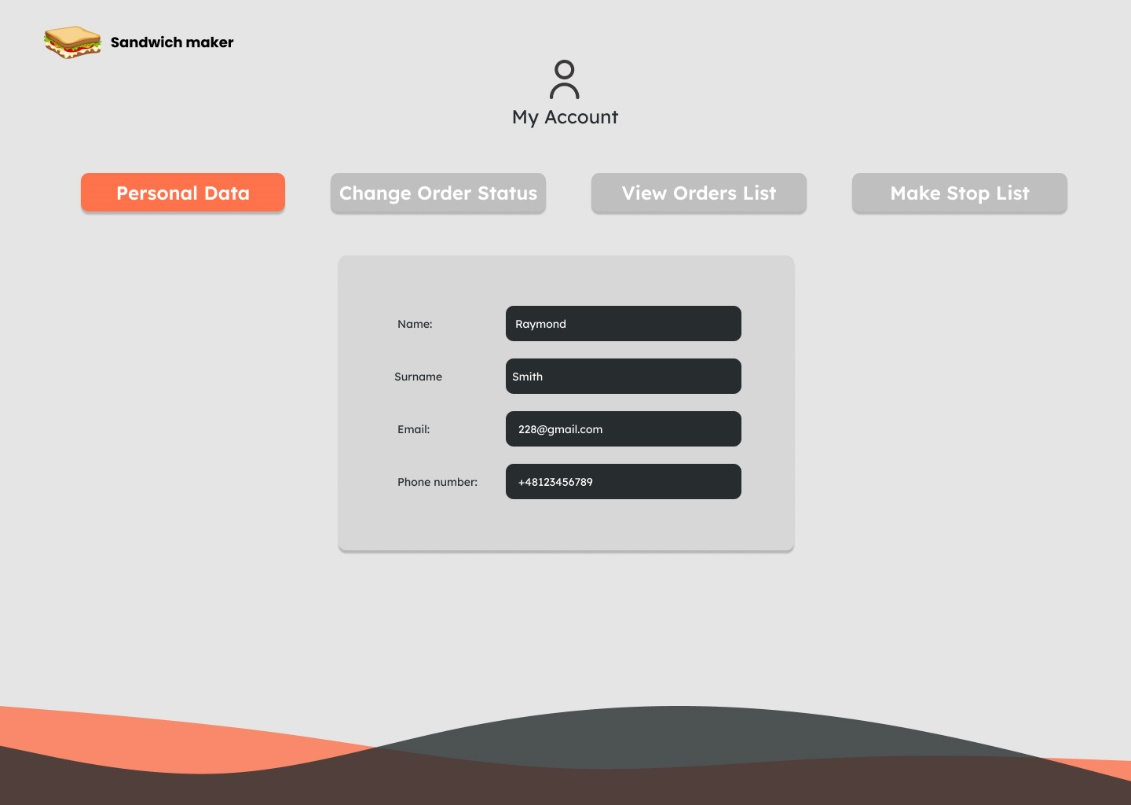 Sandwich maker
My Account
Personal Data
Change Order Status
View Orders List
Make Stop List
Name: Raymond
Surname Smith
Email: 228@gmail.com
Phone number: +48123456789